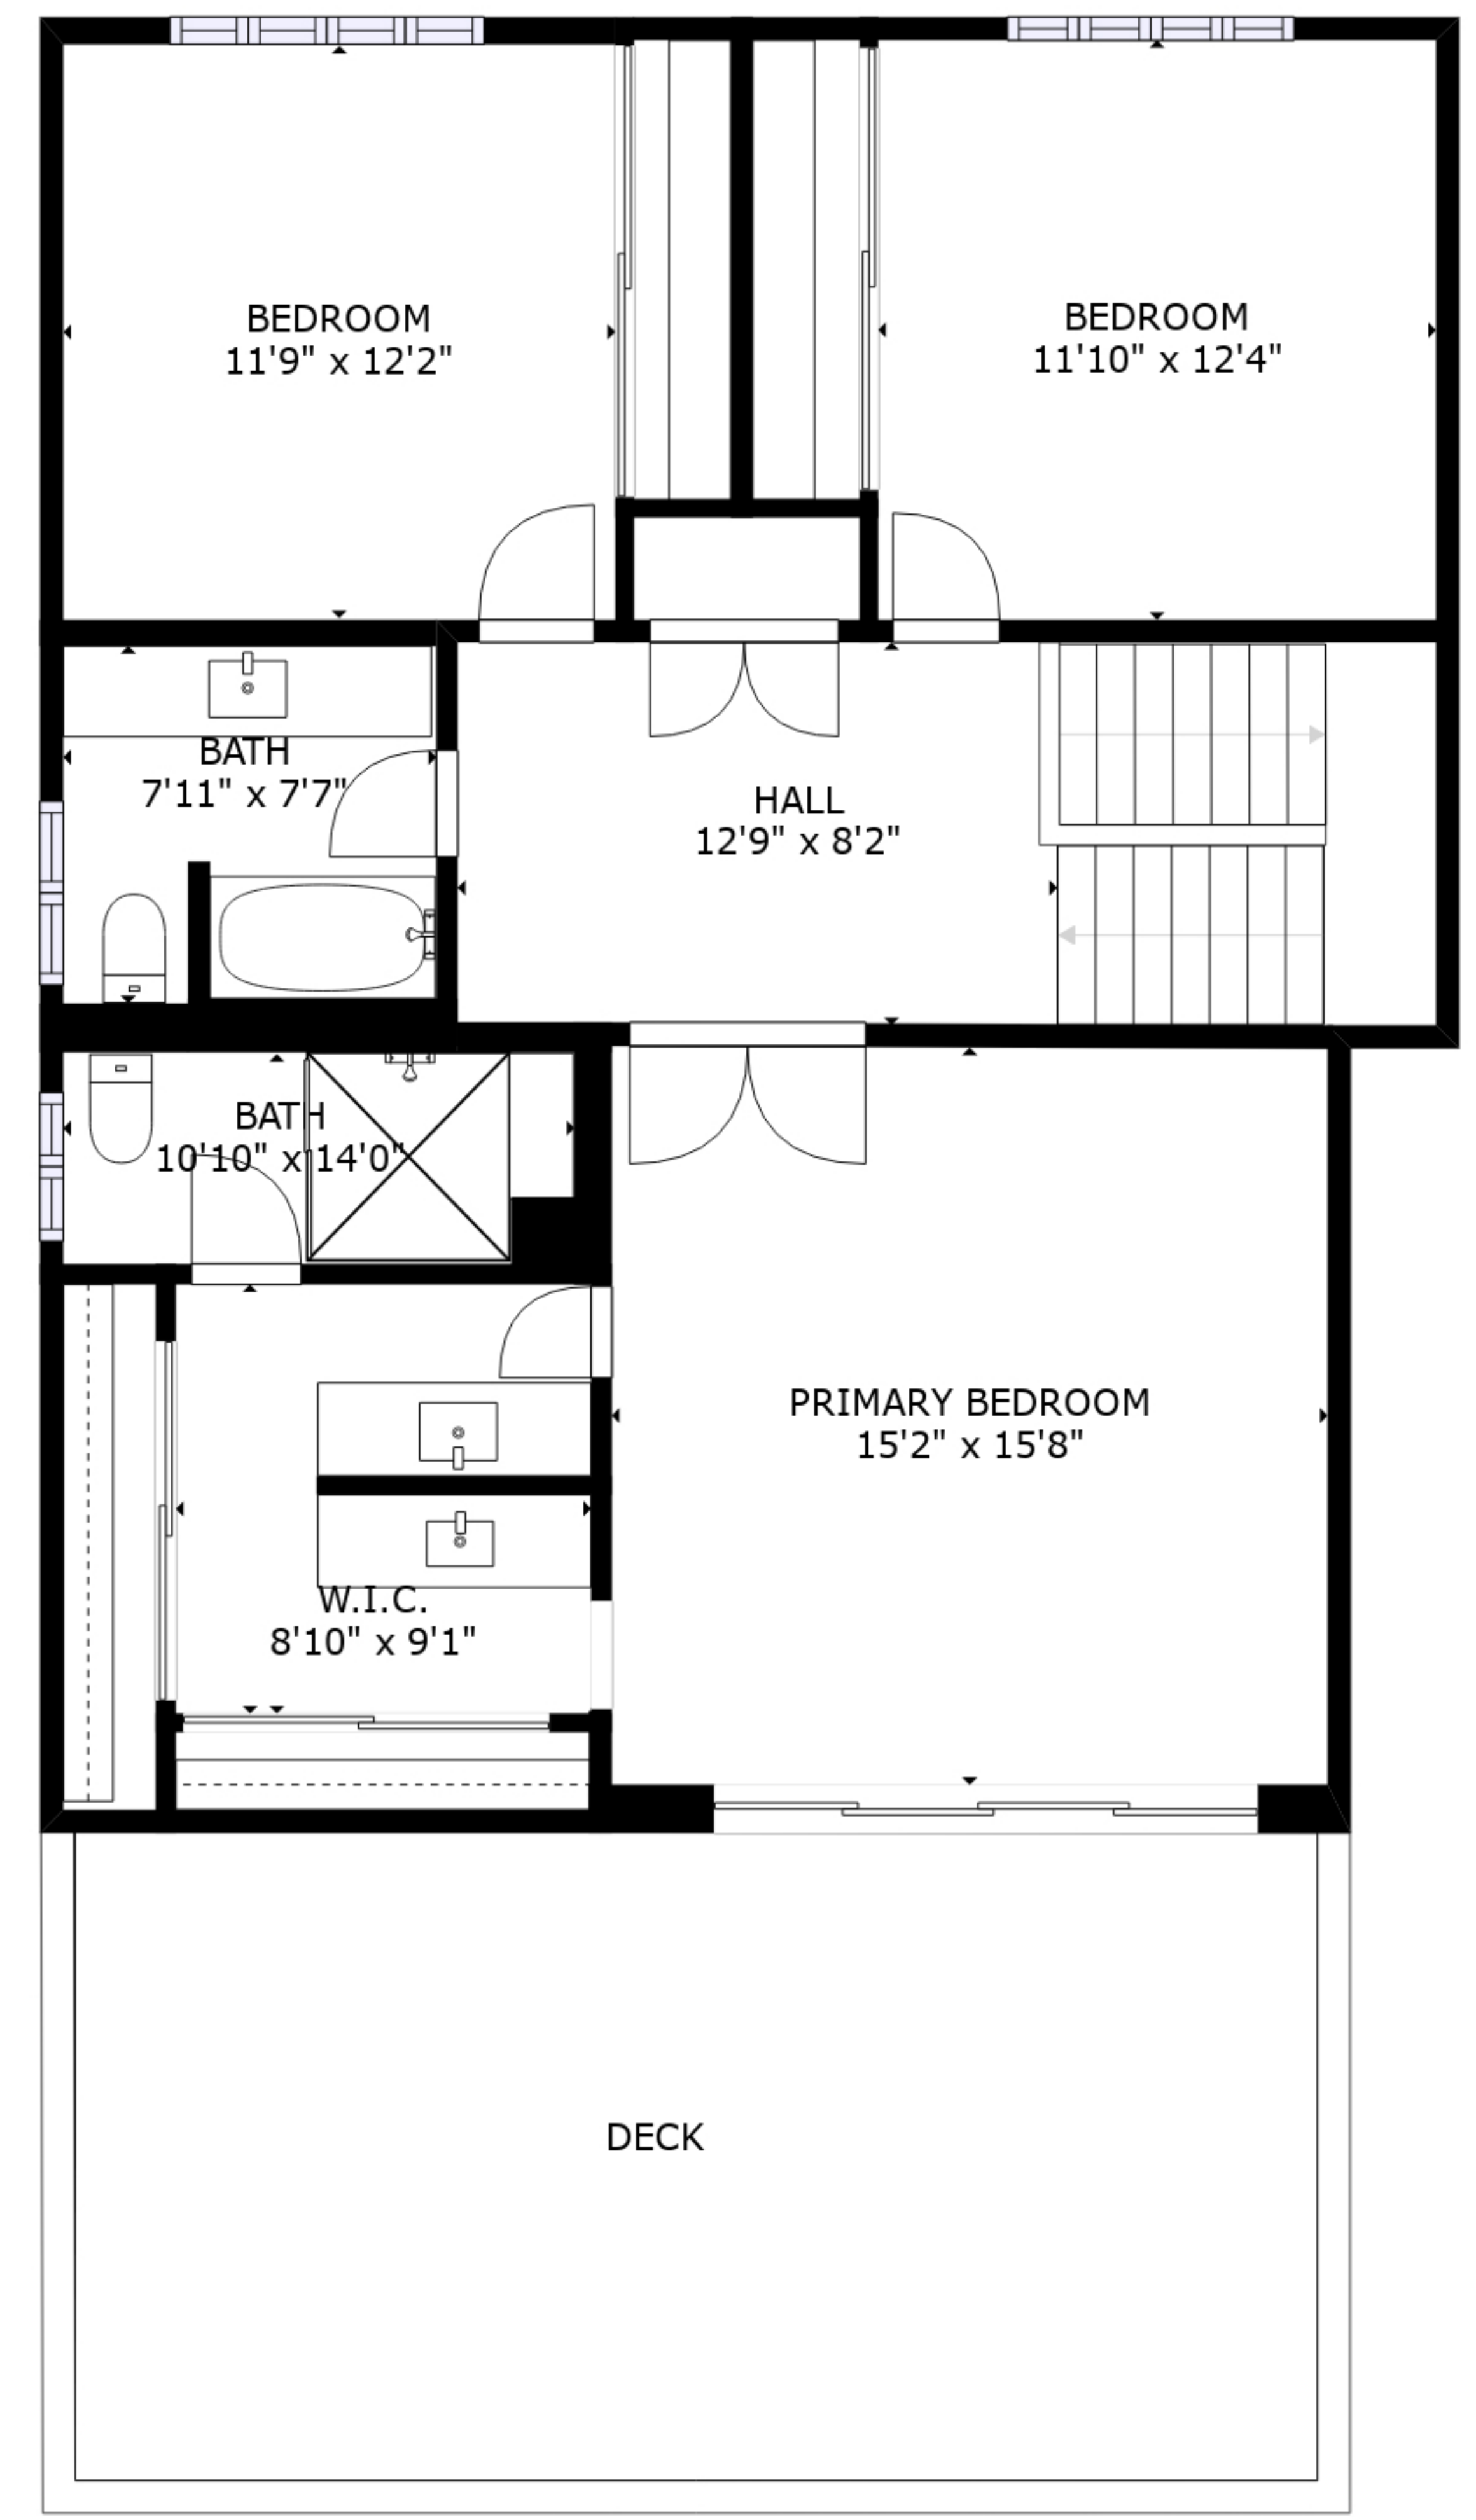 BEDROOM
11'9" x 12'2"
BEDROOM
11'10" x 12'4"
BATH
7'11" x 7'7"
HALL
12'9" x 8'2"
BATH
10'10" x 14'0"
PRIMARY BEDROOM
15'2" x 15'8"
W.I.C.
8'10" x 9'1"
DECK